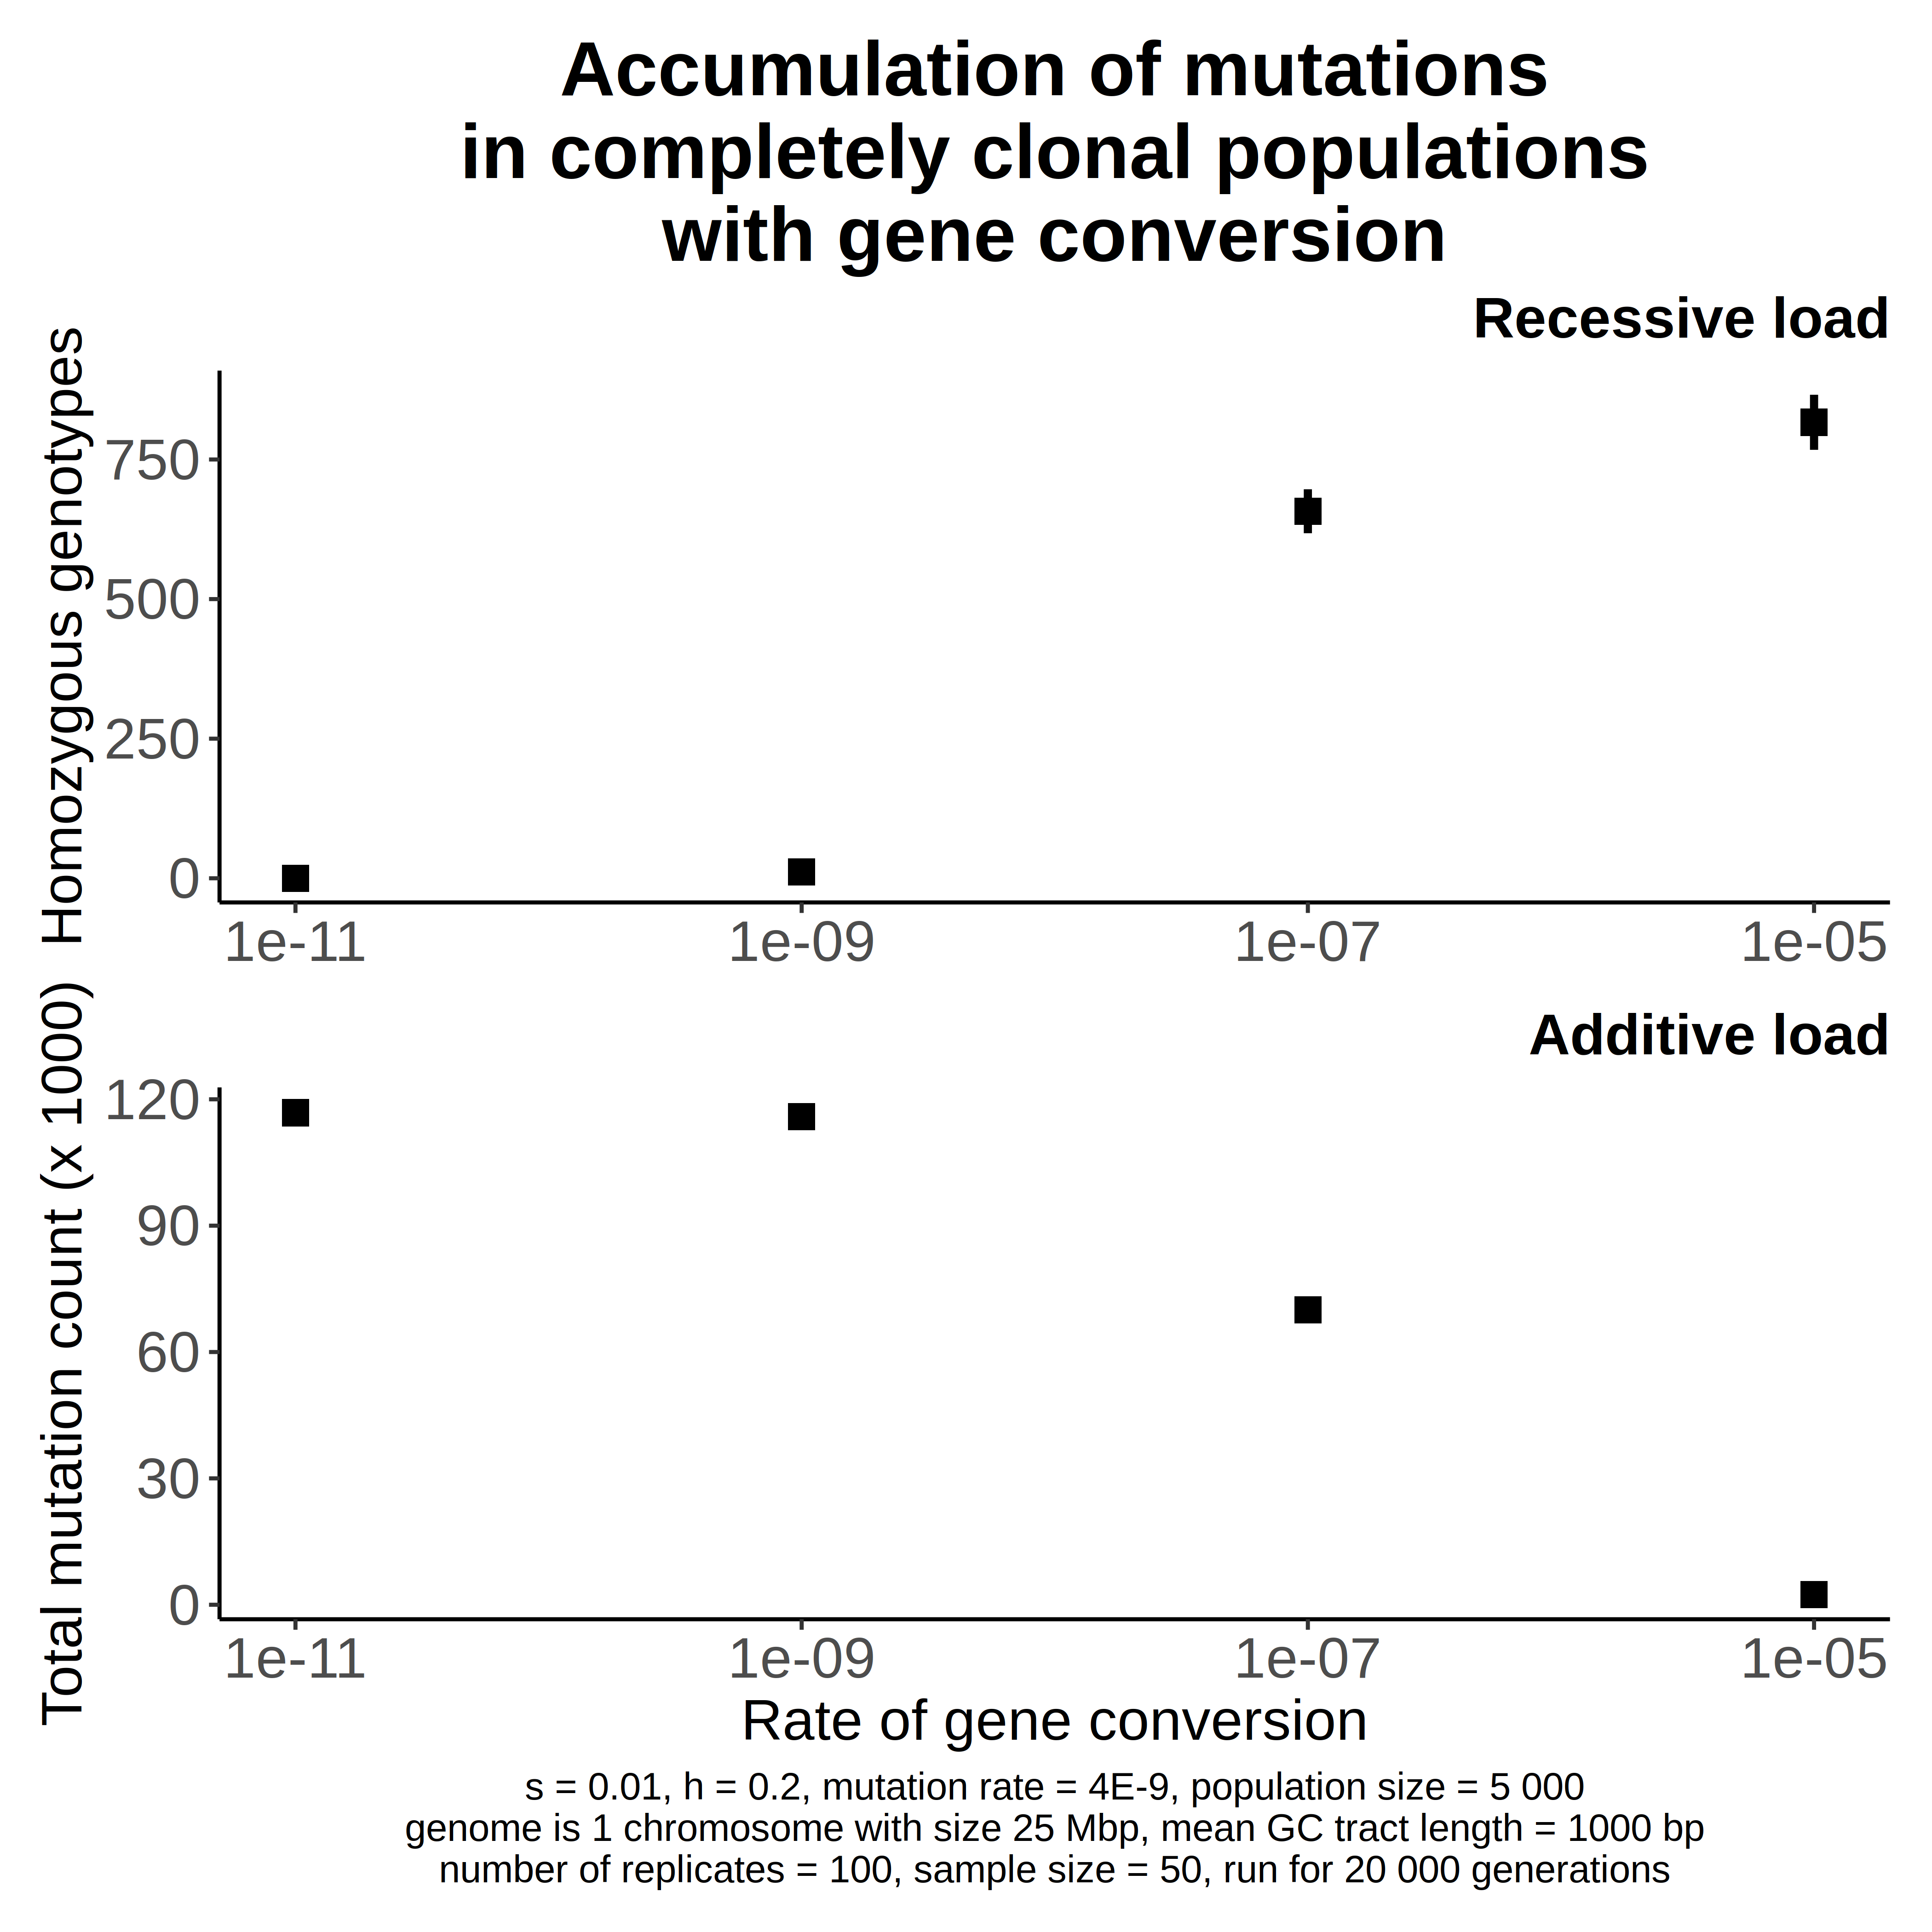 Accumulation of mutations
in completely clonal populations
with gene conversion
Recessive load
Homozygous genotypes
750
500
250
0
1e-11 1e-09 1e-07 1e-05
Additive load
Total mutation count (x 1000)
120
90
60
30
0
1e-11 1e-09 1e-07 1e-05
Rate of gene conversion
s = 0.01, h = 0.2, mutation rate = 4E-9, population size = 5 000
genome is 1 chromosome with size 25 Mbp, mean GC tract length = 1000 bp
number of replicates = 100, sample size = 50, run for 20 000 generations